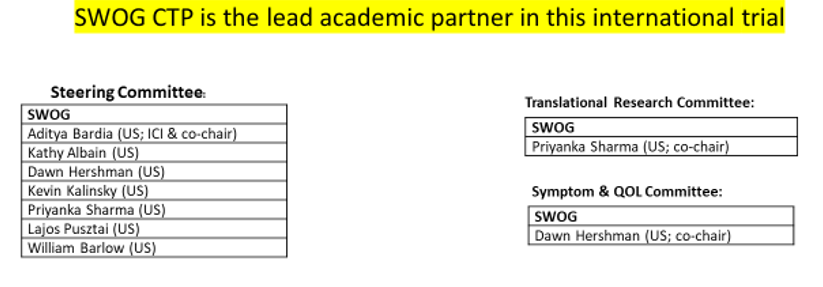 SWOG CTP is the lead academic partner in this international trial
Steering Committee:
SWOG
Aditya Bardia (US; ICI & co-chair)
Kathy Albain (US)
Dawn Hershman (US)
Kevin Kalinsky (US)
Priyanka Sharma (US)
Lajos Pusztai (US)
William Barlow (US)
Translational Research Committee:
SWOG
Priyanka Sharma (US; co-chair)
Symptom & QOL Committee:
SWOG
Dawn Hershman (US; co-chair)